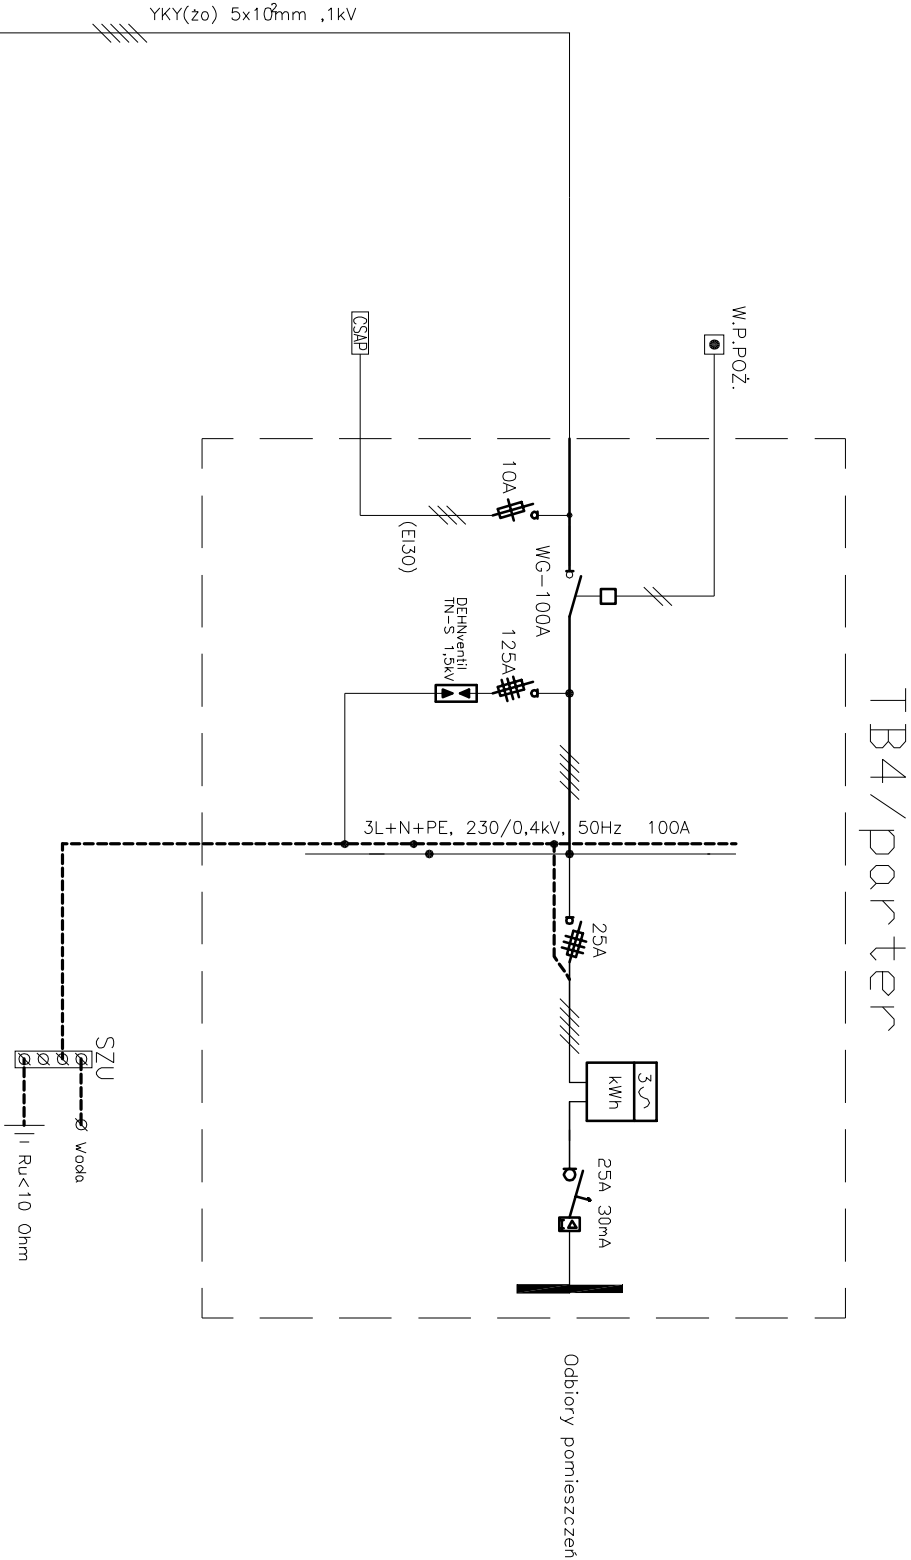 YKY(żo) 5x10mm² ,1kV
W.P.POŻ.
CSAP
10A
(EI30)
WG-100A
DEHNventil
TN-S 1,5kV
125A
TB4/parter
3L+N+PE, 230/0,4kV, 50Hz 100A
25A
SZU
3
kWh
Woda
Ru<10 Ohm
25A 30mA
Odbiory pomieszczeń